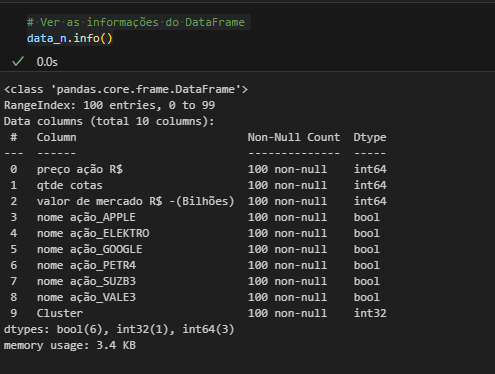 # Ver as informações do DataFrame
data_n.info()
✓ 0.0s
<class 'pandas.core.frame.DataFrame'>
RangeIndex: 100 entries, 0 to 99
Data columns (total 10 columns):
 #   Column                         Non-Null Count  Dtype
---  ------                         --------------  -----
 0   preço ação R$                  100 non-null    int64
 1   qtde cotas                     100 non-null    int64
 2   valor de mercado R$ -(Bilhões)  100 non-null    int64
 3   nome ação_APPLE                100 non-null    bool
 4   nome ação_ELEKTRO              100 non-null    bool
 5   nome ação_GOOGLE               100 non-null    bool
 6   nome ação_PETR4                100 non-null    bool
 7   nome ação_SUZB3                100 non-null    bool
 8   nome ação_VALE3                100 non-null    bool
 9   Cluster                        100 non-null    int32
dtypes: bool(6), int32(1), int64(3)
memory usage: 3.4 KB